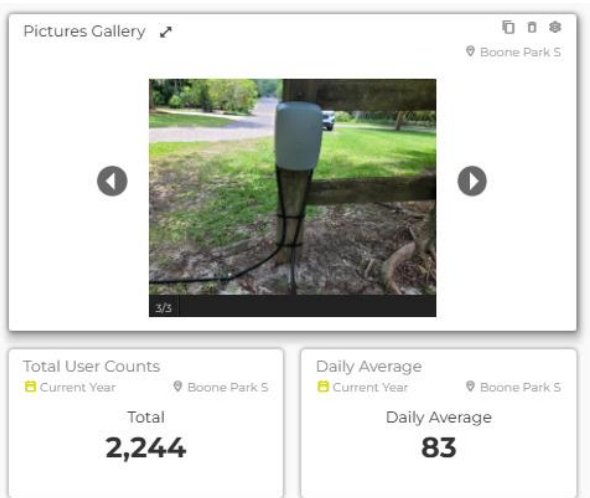 Pictures Gallery
Boone Park S
3/3
Total User Counts
Current Year
Boone Park S
Total
2,244
Daily Average
Current Year
Boone Park S
Daily Average
83